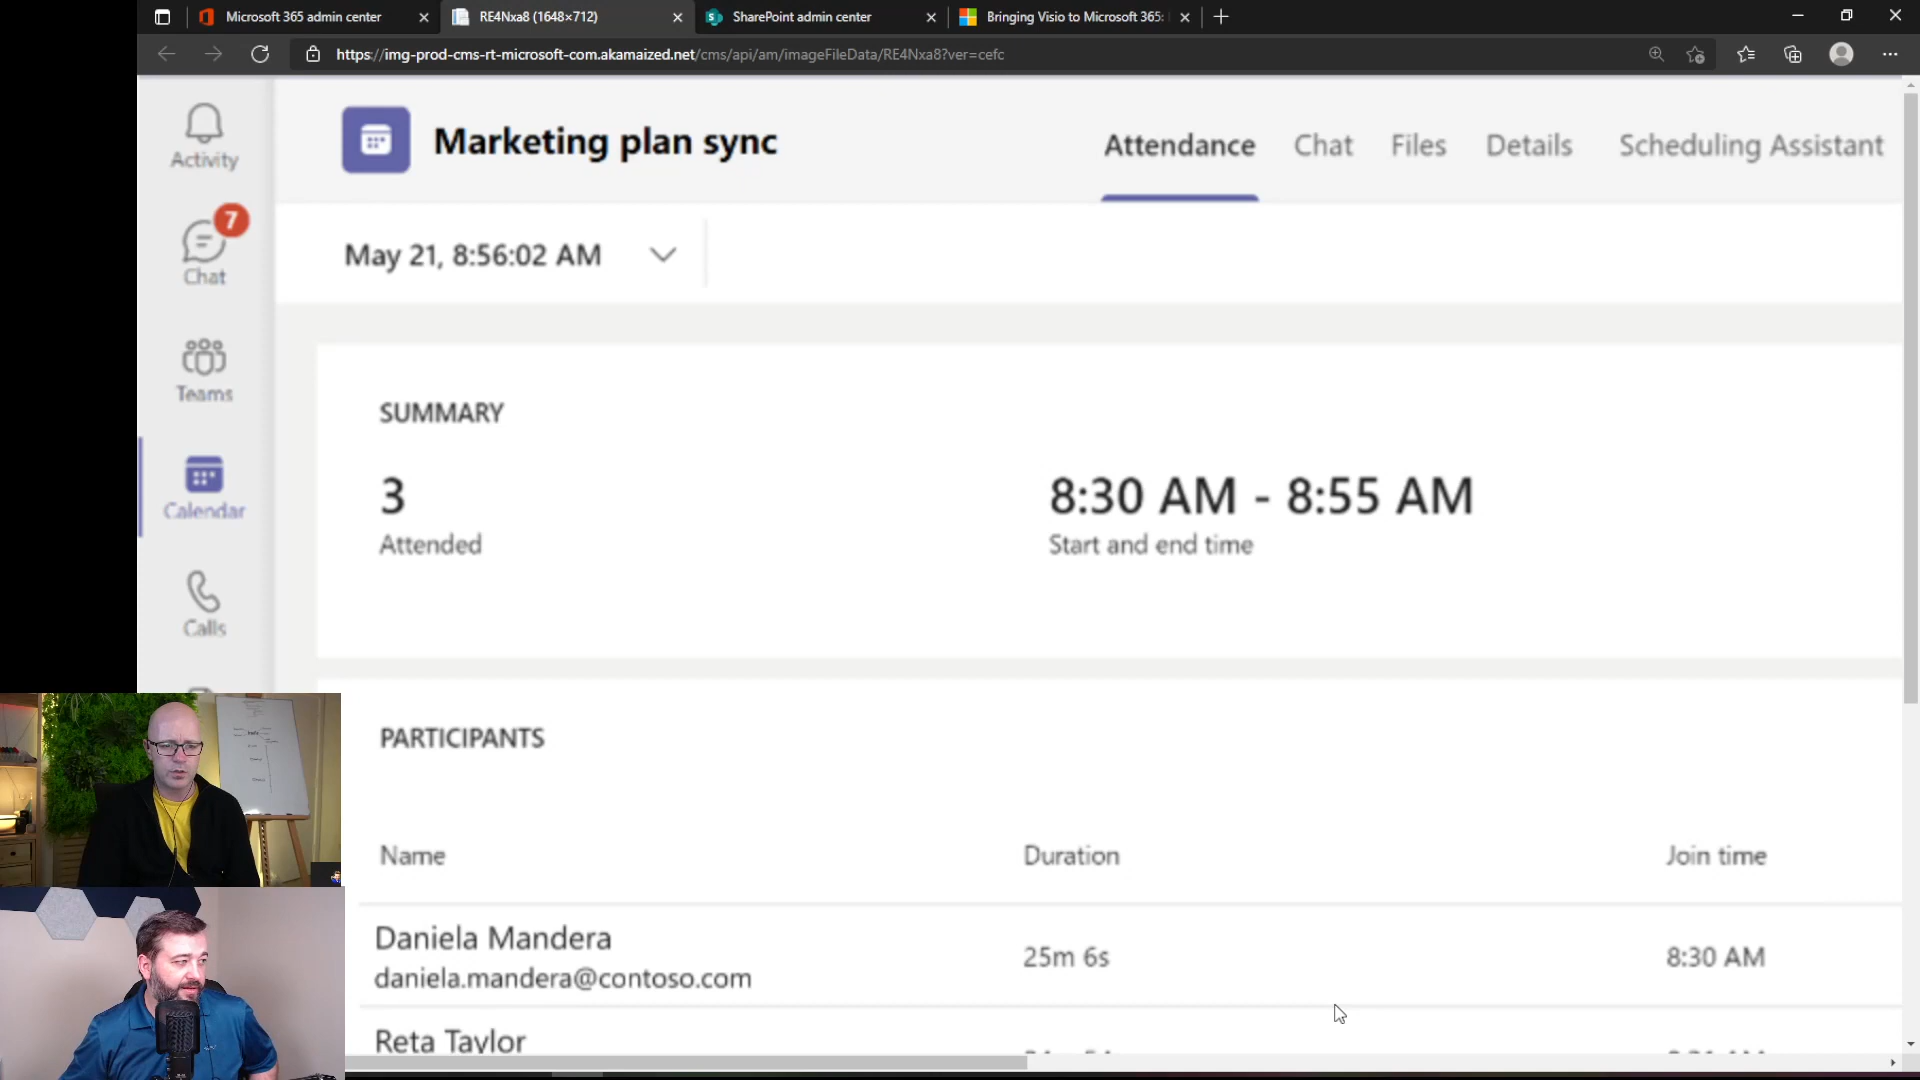 Microsoft 365 admin center
RE4Nxa8 (1648×712)
SharePoint admin center
Bringing Visio to Microsoft 365:
https://img-prod-cms-rt-microsoft-com.akamaized.net/cms/api/am/imageFileData/RE4Nxa8?ver=cefc
Activity
7
Chat
Teams
Calendar
Calls
Marketing plan sync
Attendance
Chat
Files
Details
Scheduling Assistant
May 21, 8:56:02 AM
SUMMARY
3
Attended
8:30 AM - 8:55 AM
Start and end time
PARTICIPANTS
Name
Duration
Join time
Daniela Mandera
daniela.mandera@contoso.com
25m 6s
8:30 AM
Reta Taylor